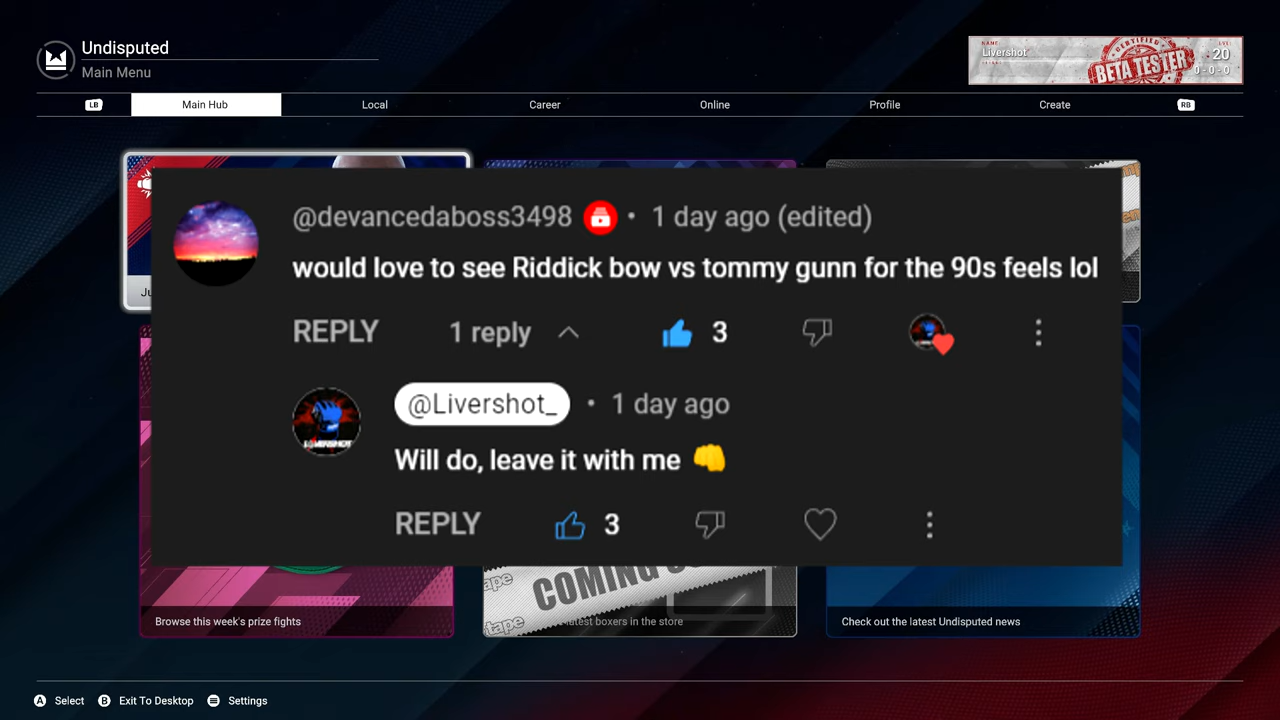 Undisputed
Main Menu
Livershot
CERTIFIED
BETA TESTER
20
0 - 0 - 0
LB
Main Hub
Local
Career
Online
Profile
Create
RB
@devancedaboss3498 • 1 day ago (edited)
would love to see Riddick bow vs tommy gunn for the 90s feels lol
REPLY 1 reply 3
@Livershot_ • 1 day ago
Will do, leave it with me 👊
REPLY 3
Ju
COMING
tape
tape
Browse this week's prize fights
latest boxers in the store
Check out the latest Undisputed news
A Select
B Exit To Desktop
Settings